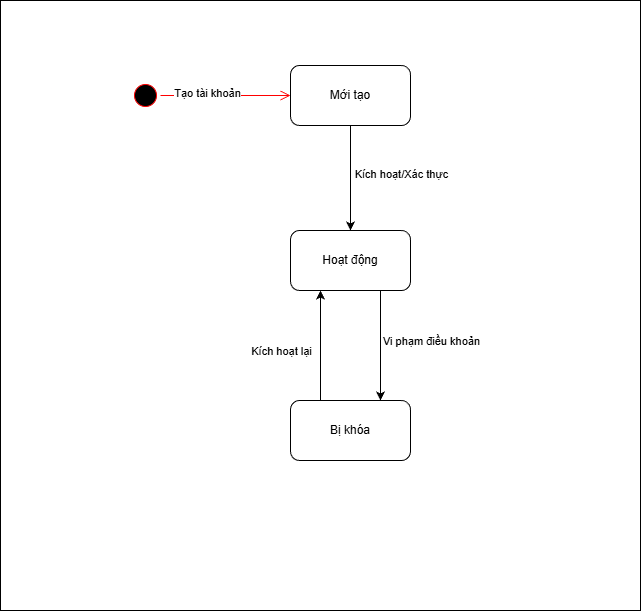 Tạo tài khoản
Mới tạo
Kích hoạt/Xác thực
Hoạt động
Kích hoạt lại
Vi phạm điều khoản
Bị khóa